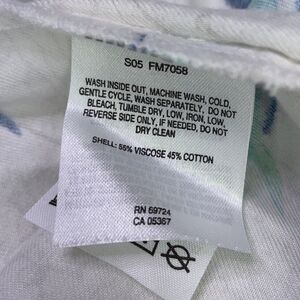 S05 FM7058
WASH INSIDE OUT, MACHINE WASH, COLD,
GENTLE CYCLE, WASH SEPARATELY, DO NOT
BLEACH, TUMBLE DRY, LOW, IRON, LOW,
REVERSE SIDE ONLY, IF NEEDED, DO NOT
DRY CLEAN
SHELL: 55% VISCOSE 45% COTTON
RN 69724
CA 05367